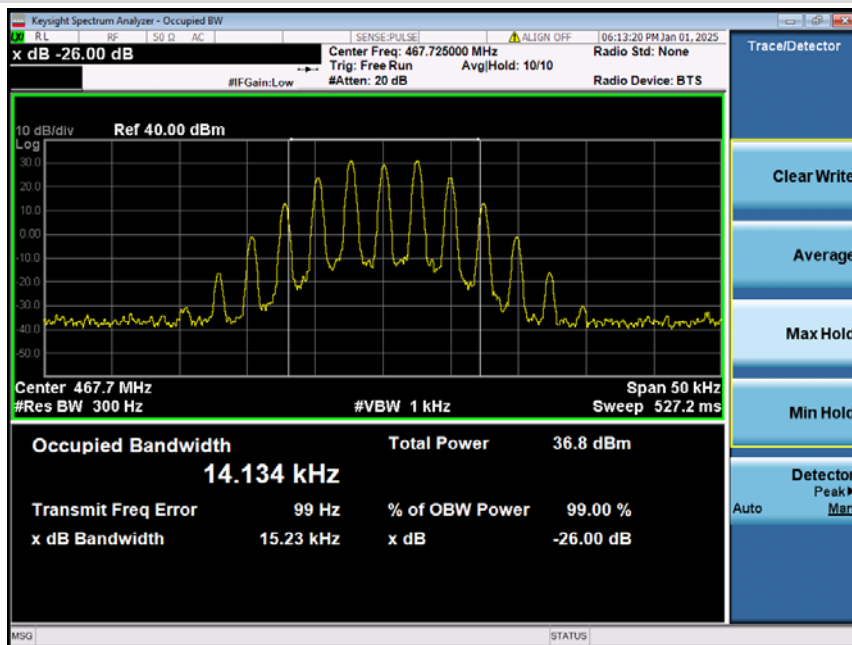 Keysight Spectrum Analyzer - Occupied BW
LXI RL RF 50 Ω AC SENSE:PULSE ALIGN OFF 06:13:20 PM Jan 01, 2025
x dB -26.00 dB
Center Freq: 467.725000 MHz
Radio Std: None
Trig: Free Run Avg|Hold: 10/10
#IFGain:Low #Atten: 20 dB Radio Device: BTS
Trace/Detector
10 dB/div Ref 40.00 dBm
Log
30.0
20.0
10.0
0.00
-10.0
-20.0
-30.0
-40.0
-50.0
Center 467.7 MHz Span 50 kHz
#Res BW 300 Hz #VBW 1 kHz Sweep 527.2 ms
Clear Write
Average
Max Hold
Min Hold
Detector
Peak
Auto Man
Occupied Bandwidth Total Power 36.8 dBm
14.134 kHz
Transmit Freq Error 99 Hz % of OBW Power 99.00 %
x dB Bandwidth 15.23 kHz x dB -26.00 dB
MSG STATUS